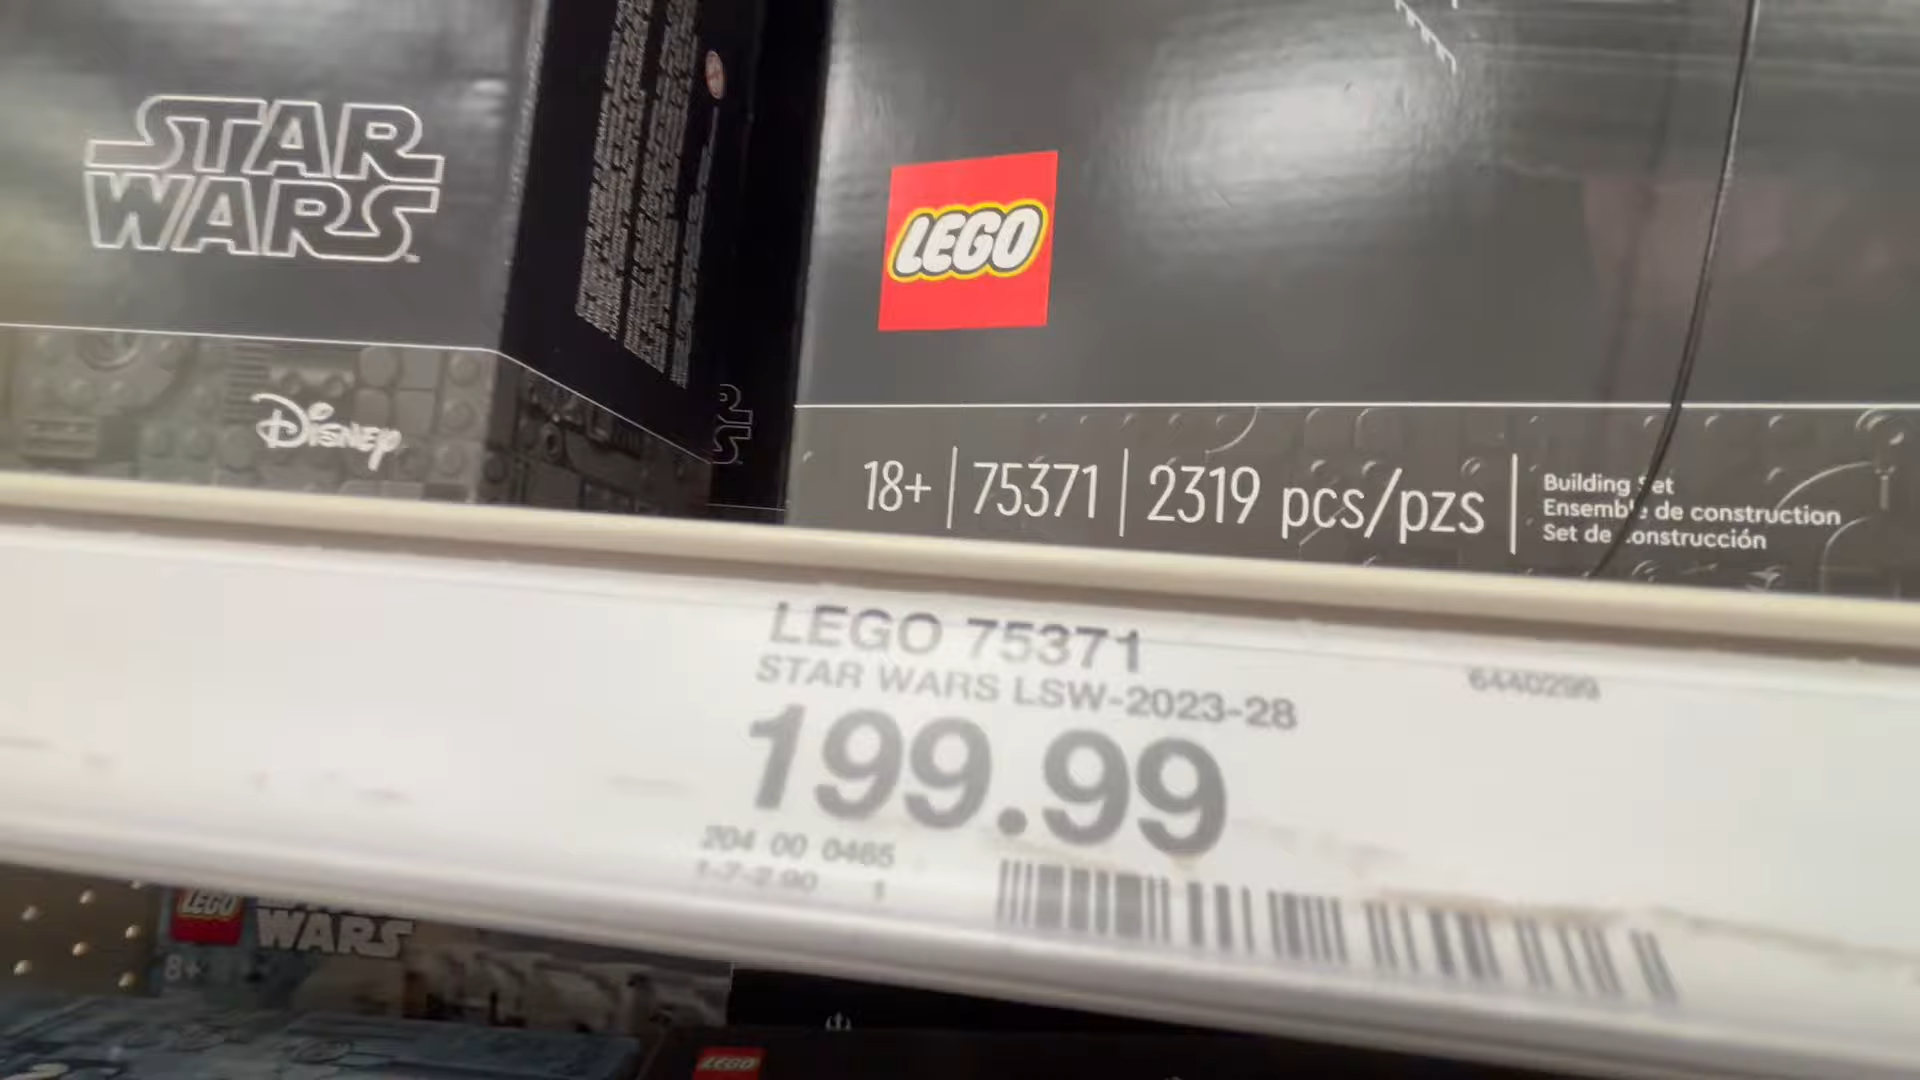 STAR
WARS
DISNEY
LEGO
18+ | 75371 | 2319 pcs/pzs
Building Set
Ensemble de construction
Set de construcción
LEGO 75371
STAR WARS LSW-2023-28
6440299
199.99
204 00 0465
1-7-2 90 1
LEGO
WARS
8+
LEGO